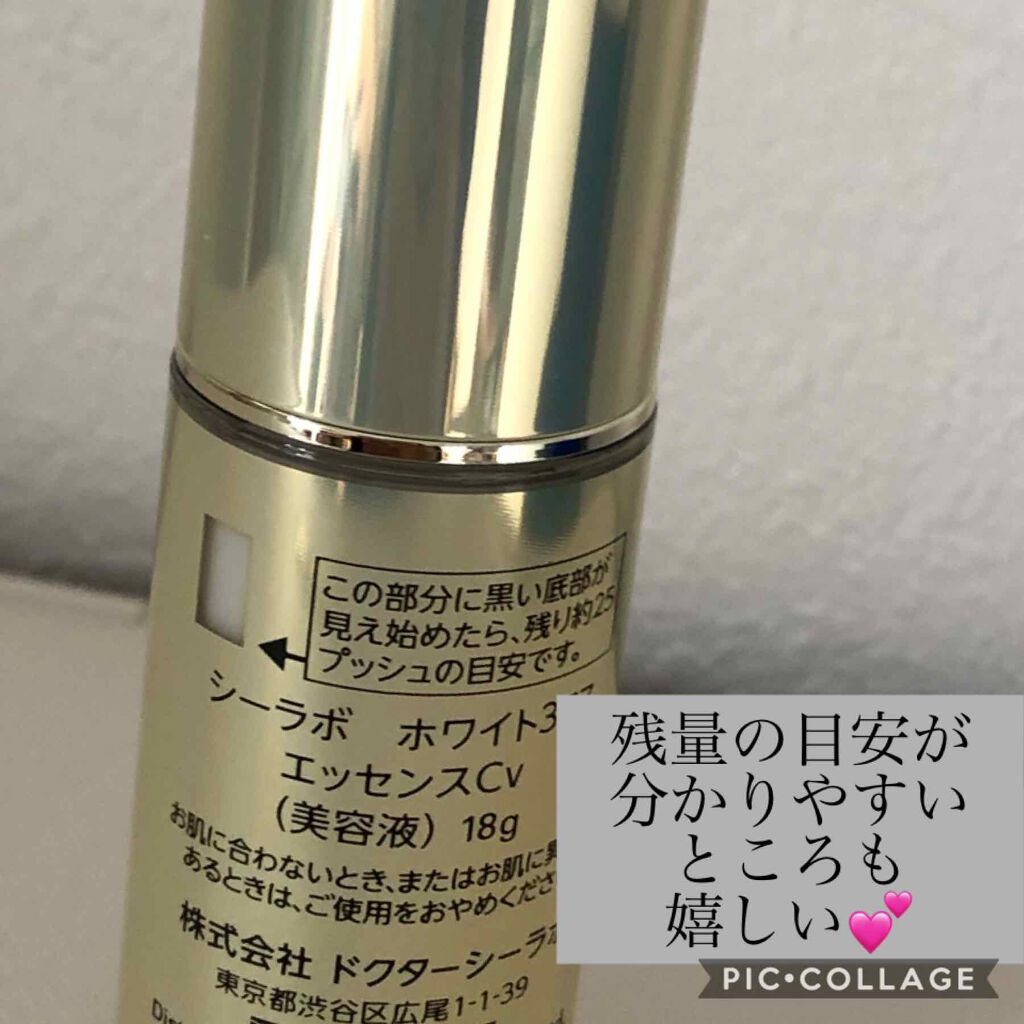 この部分に黒い底部が
見え始めたら、残り約25
プッシュの目安です。
シーラボ ホワイト3
エッセンスCv
（美容液）18g
お肌に合わないとき、またはお肌に異
あるときは、ご使用をおやめくださ
株式会社 ドクターシーラボ
東京都渋谷区広尾1-1-39
残量の目安が
分かりやすい
ところも
嬉しい💕
PIC•COLLAGE